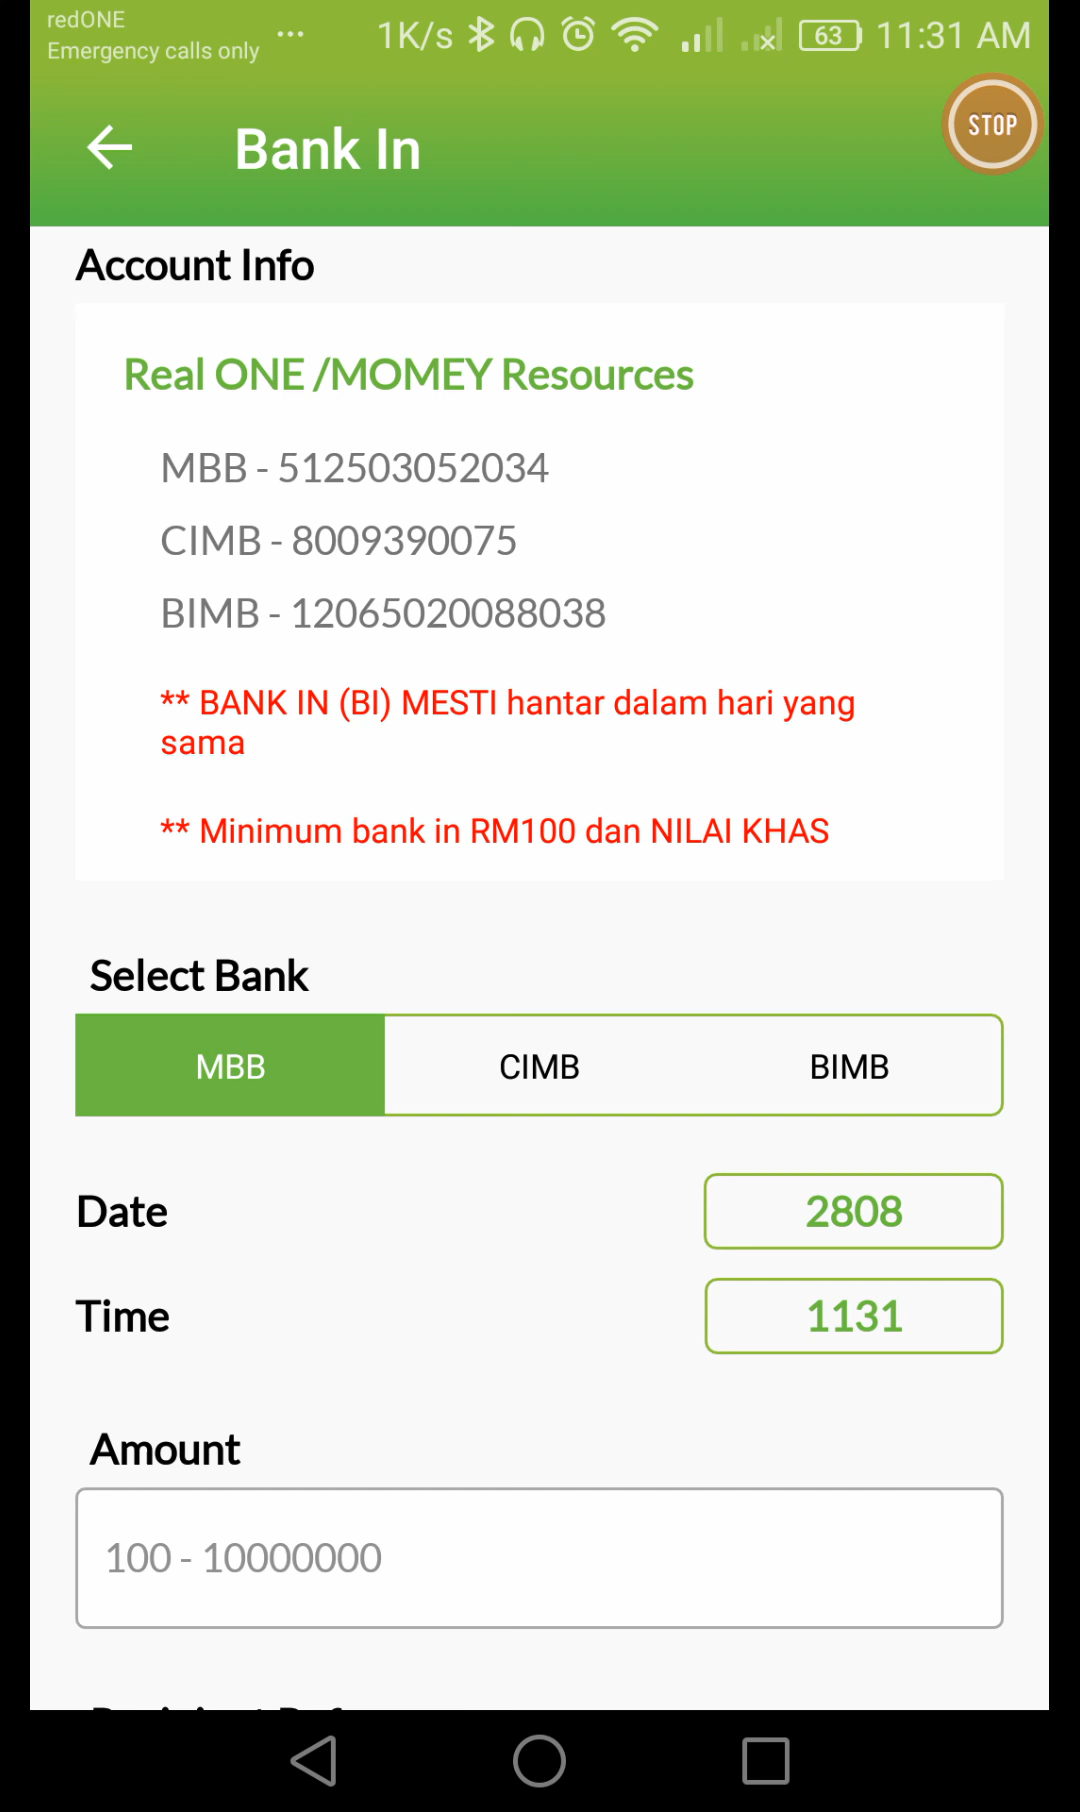 redONE
Emergency calls only ... 1K/s 63 11:31 AM
STOP
Bank In
Account Info
Real ONE /MOMEY Resources
MBB - 512503052034
CIMB - 8009390075
BIMB - 12065020088038
** BANK IN (BI) MESTI hantar dalam hari yang
sama
** Minimum bank in RM100 dan NILAI KHAS
Select Bank
MBB CIMB BIMB
Date 2808
Time 1131
Amount
100 - 10000000